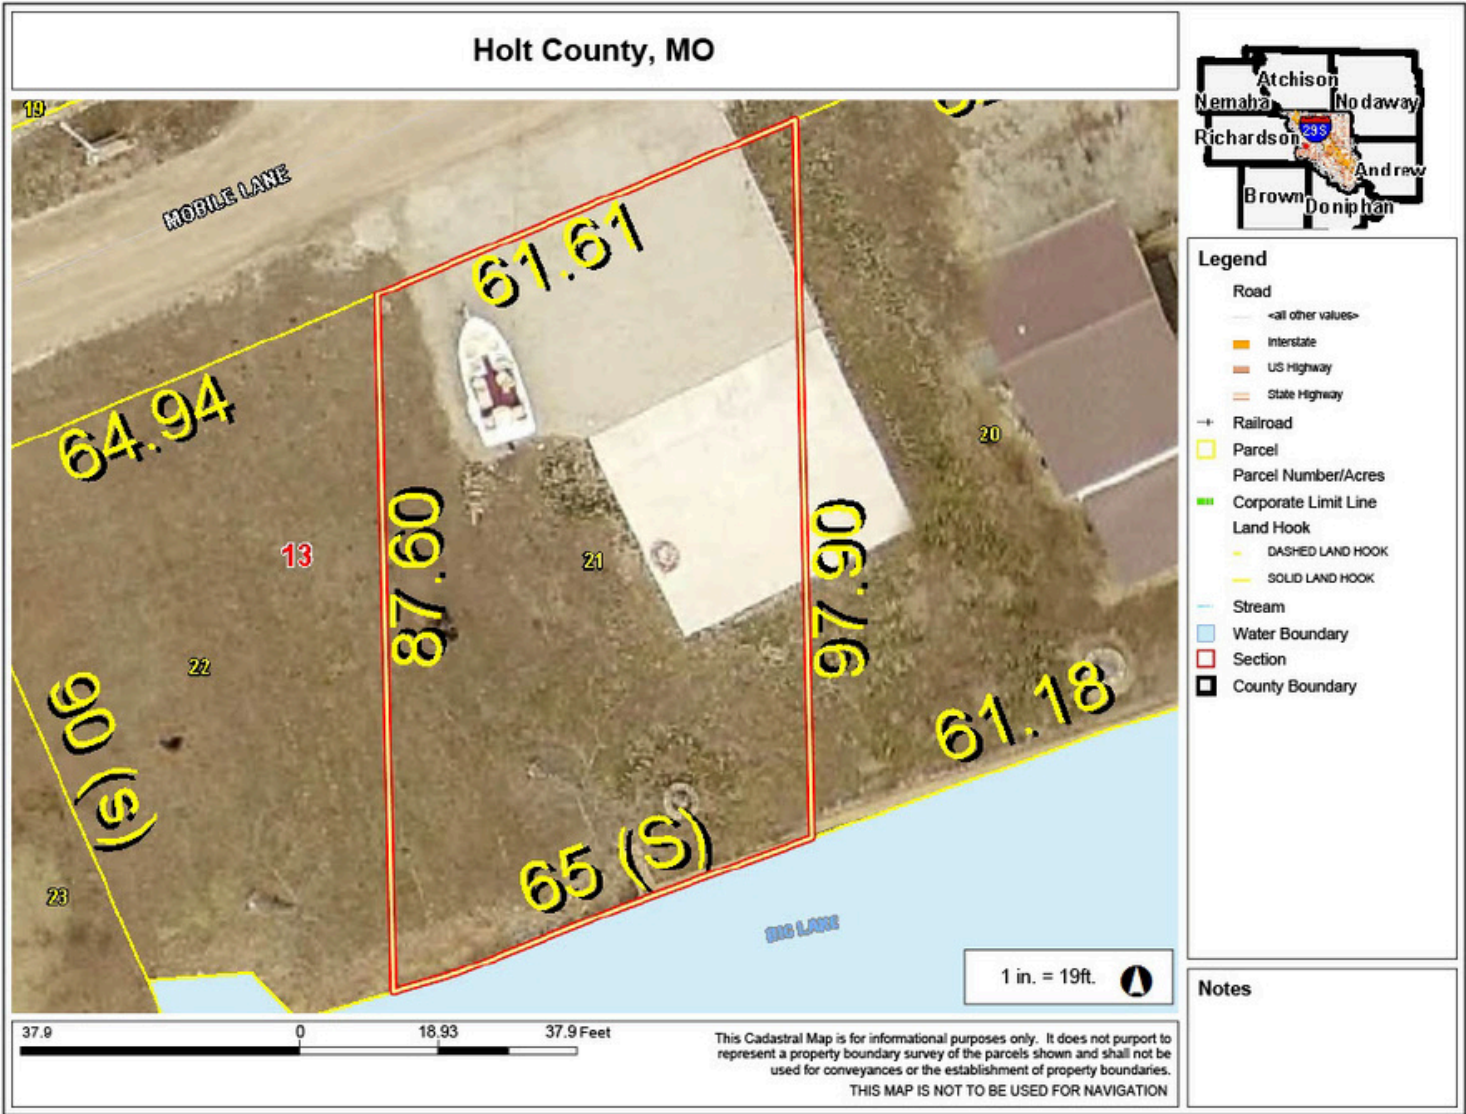 Holt County, MO
Atchison
Nemaha
Nodaway
29S
Richardson
Andrew
Brown
Doniphan
19
MOBILE LANE
61.61
64.94
20
87.60
97.90
13
21
22
90 (S)
61.18
65 (S)
23
BIG LAKE
1 in. = 19ft.
Legend
Road
<all other values>
Interstate
US Highway
State Highway
Railroad
Parcel
Parcel Number/Acres
Corporate Limit Line
Land Hook
DASHED LAND HOOK
SOLID LAND HOOK
Stream
Water Boundary
Section
County Boundary
Notes
37.9 0 18.93 37.9 Feet
This Cadastral Map is for informational purposes only. It does not purport to
represent a property boundary survey of the parcels shown and shall not be
used for conveyances or the establishment of property boundaries.
THIS MAP IS NOT TO BE USED FOR NAVIGATION